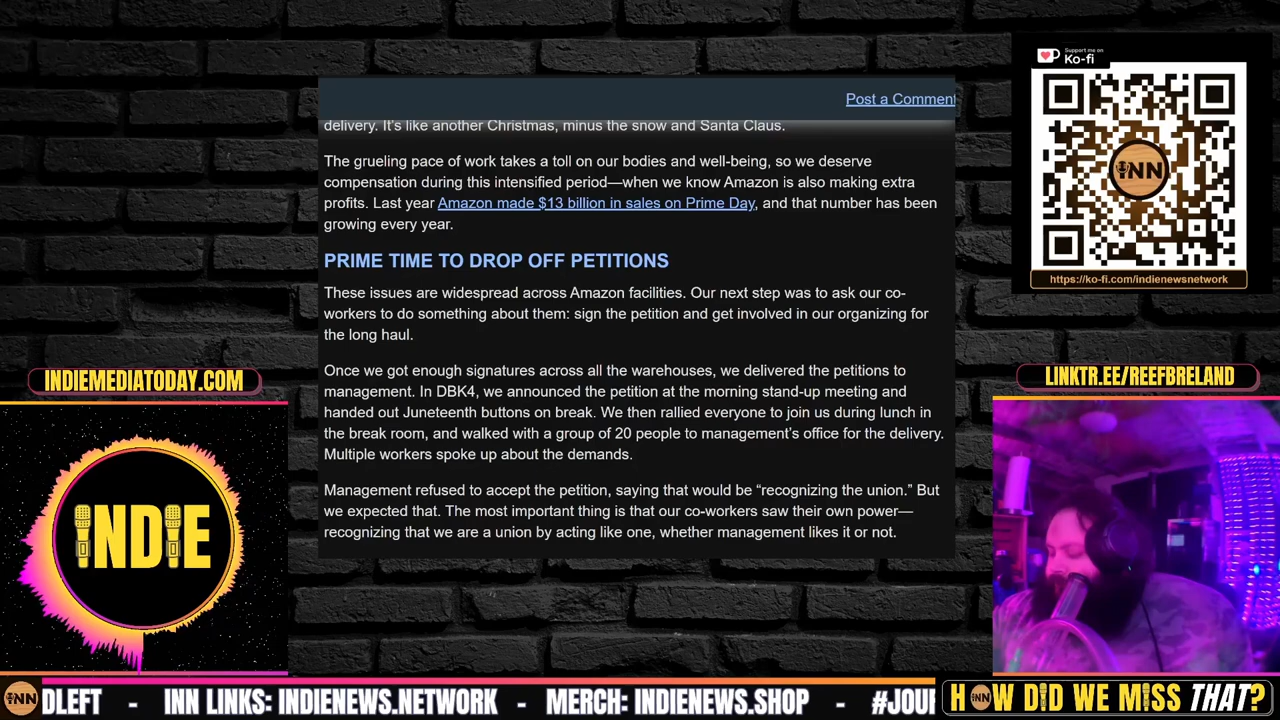 Post a Comment
delivery. It's like another Christmas, minus the snow and Santa Claus.
The grueling pace of work takes a toll on our bodies and well-being, so we deserve
compensation during this intensified period—when we know Amazon is also making extra
profits. Last year Amazon made $13 billion in sales on Prime Day, and that number has been
growing every year.
PRIME TIME TO DROP OFF PETITIONS
These issues are widespread across Amazon facilities. Our next step was to ask our co-
workers to do something about them: sign the petition and get involved in our organizing for
the long haul.
Once we got enough signatures across all the warehouses, we delivered the petitions to
management. In DBK4, we announced the petition at the morning stand-up meeting and
handed out Juneteenth buttons on break. We then rallied everyone to join us during lunch in
the break room, and walked with a group of 20 people to management's office for the delivery.
Multiple workers spoke up about the demands.
Management refused to accept the petition, saying that would be “recognizing the union.” But
we expected that. The most important thing is that our co-workers saw their own power—
recognizing that we are a union by acting like one, whether management likes it or not.
Support me on
Ko-fi
INN
https://ko-fi.com/indienewsnetwork
INDIEMEDIATODAY.COM
LINKTR.EE/REEFBRELAND
INDIE
INN
DLEFT - INN LINKS: INDIENEWS.NETWORK - MERCH: INDIENEWS.SHOP - #JOUR
HOW DID WE MISS THAT?